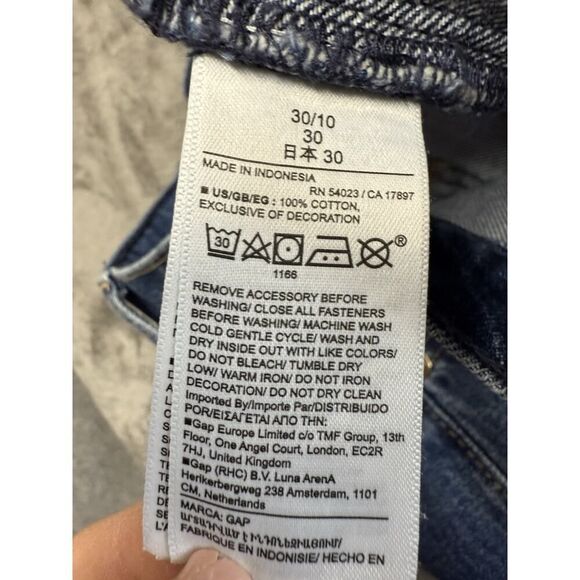 30/10
30
日本 30
MADE IN INDONESIA
RN 54023 / CA 17897
■ US/GB/EG : 100% COTTON,
EXCLUSIVE OF DECORATION
30
®
1166
REMOVE ACCESSORY BEFORE
WASHING/ CLOSE ALL FASTENERS
BEFORE WASHING/ MACHINE WASH
COLD GENTLE CYCLE/ WASH AND
DRY INSIDE OUT WITH LIKE COLORS/
DO NOT BLEACH/ TUMBLE DRY
LOW/ WARM IRON/ DO NOT IRON
DECORATION/ DO NOT DRY CLEAN
Imported By/Importe Par/DISTRIBUIDO
POR/ΕΙΣΑΓΕΤΑΙ ΑΠΟ ΤΗΝ:
■Gap Europe Limited c/o TMF Group, 13th
Floor, One Angel Court, London, EC2R
7HJ, United Kingdom
■Gap (RHC) B.V. Luna ArenA
Herikerbergweg 238 Amsterdam, 1101
CM, Netherlands
MARCA: GAP
ԱՐՏԱԴՐՎԱԾ Է ԻՆԴՈՆԵԶԻԱՅՈՒՄ/
FABRIQUE EN INDONESIE/ HECHO EN